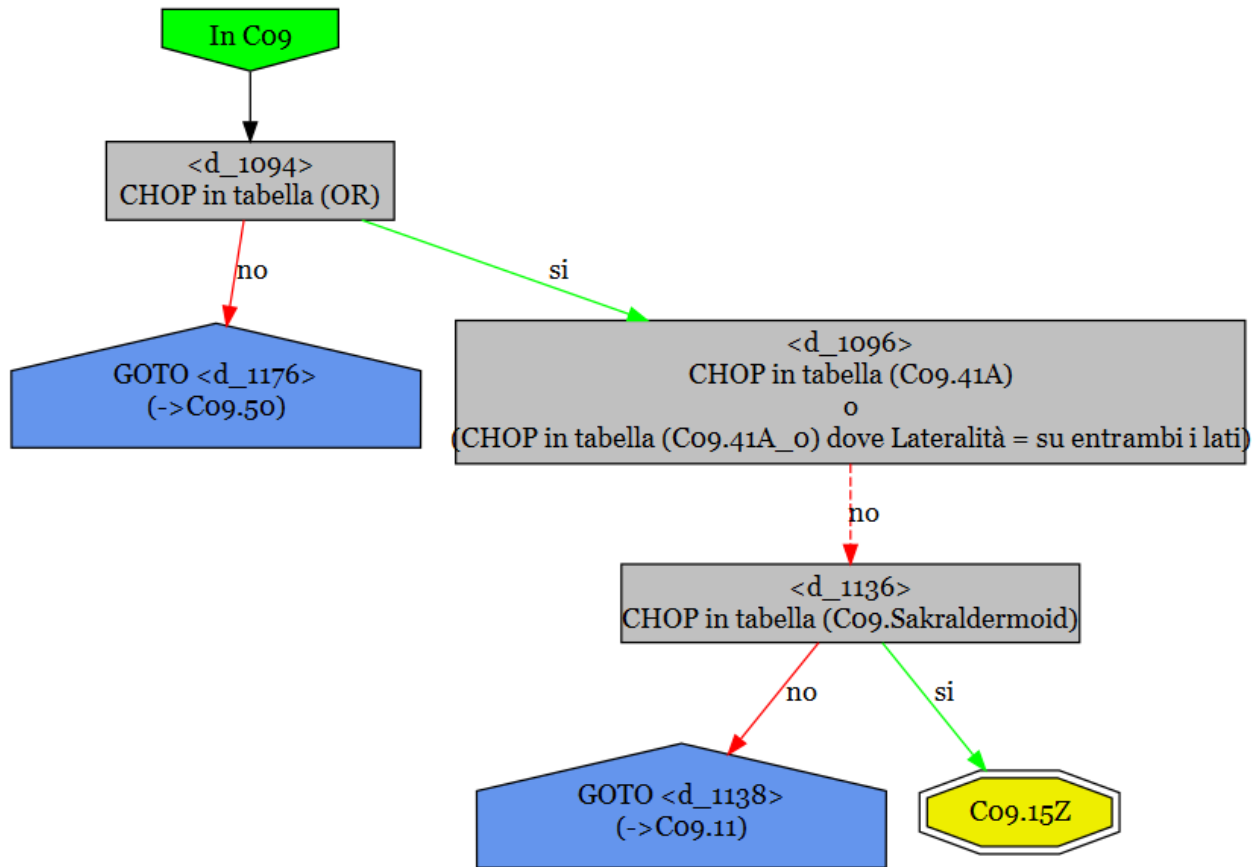 In C09
<d_1094>
CHOP in tabella (OR)
no
si
GOTO <d_1176>
(->C09.50)
<d_1096>
CHOP in tabella (C09.41A)
o
(CHOP in tabella (C09.41A_0) dove Lateralità = su entrambi i lati)
no
<d_1136>
CHOP in tabella (C09.Sakraldermoid)
no
si
GOTO <d_1138>
(->C09.11)
C09.15Z